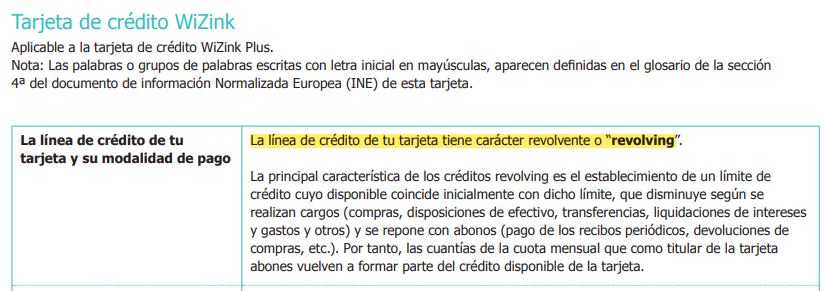 Tarjeta de crédito WiZink
Aplicable a la tarjeta de crédito WiZink Plus.
Nota: Las palabras o grupos de palabras escritas con letra inicial en mayúsculas, aparecen definidas en el glosario de la sección
4ª del documento de información Normalizada Europea (INE) de esta tarjeta.
La línea de crédito de tu
tarjeta y su modalidad de pago
La línea de crédito de tu tarjeta tiene carácter revolvente o “revolving”.
La principal característica de los créditos revolving es el establecimiento de un límite de
crédito cuyo disponible coincide inicialmente con dicho límite, que disminuye según se
realizan cargos (compras, disposiciones de efectivo, transferencias, liquidaciones de intereses
y gastos y otros) y se repone con abonos (pago de los recibos periódicos, devoluciones de
compras, etc.). Por tanto, las cuantías de la cuota mensual que como titular de la tarjeta
abones vuelven a formar parte del crédito disponible de la tarjeta.